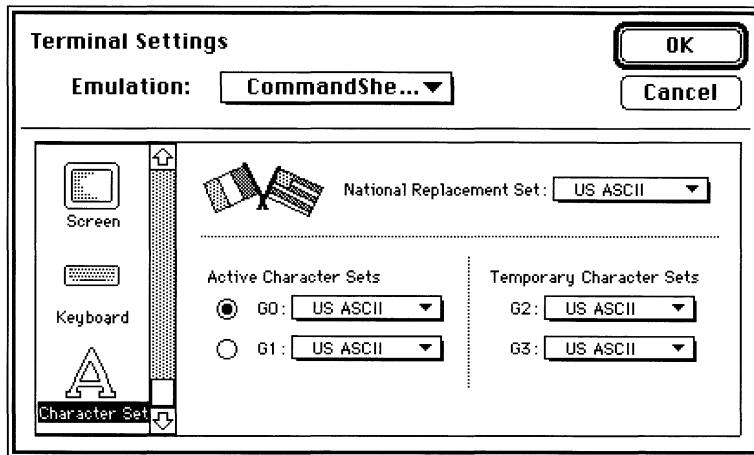 Terminal Settings
OK
Emulation: CommandShe...
Cancel
Screen
Keyboard
Character Set
National Replacement Set: US ASCII
Active Character Sets
G0: US ASCII
G1: US ASCII
Temporary Character Sets
G2: US ASCII
G3: US ASCII